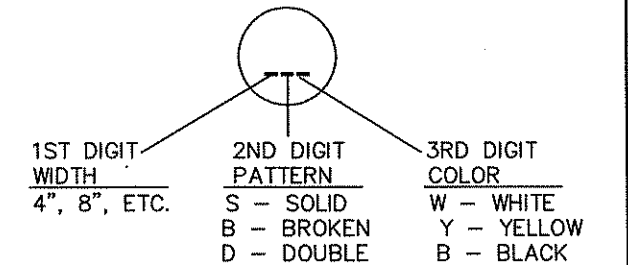 1ST DIGIT 2ND DIGIT 3RD DIGIT
WIDTH PATTERN COLOR
4", 8", ETC. S – SOLID W – WHITE
B – BROKEN Y – YELLOW
D – DOUBLE B – BLACK